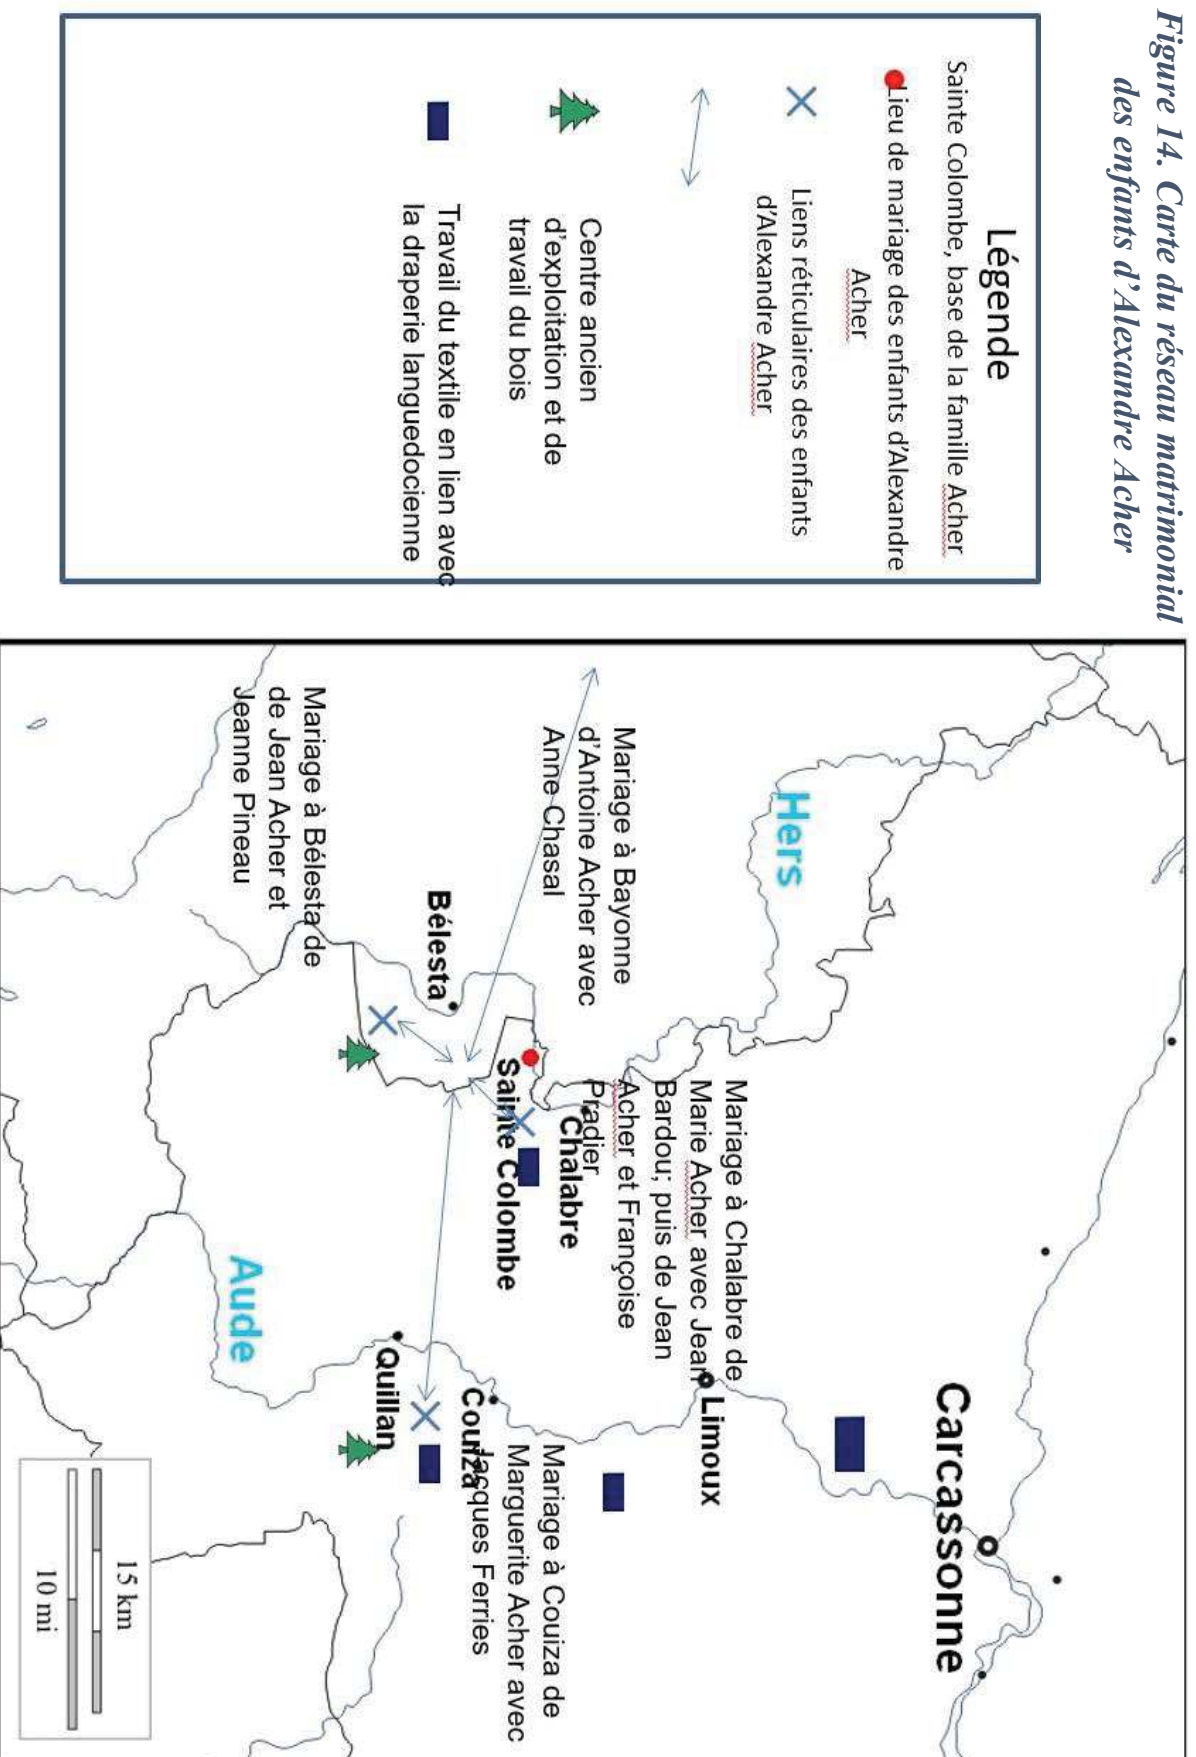 Figure 14. Carte du réseau matrimonial
des enfants d'Alexandre Acher
Légende
Sainte Colombe, base de la famille Acher
Lieu de mariage des enfants d'Alexandre
Acher
Liens réticulaires des enfants
d'Alexandre Acher
Centre ancien
d'exploitation et de
travail du bois
Travail du textile en lien avec
la draperie languedocienne
Hers
Carcassonne
Mariage à Bayonne
d'Antoine Acher avec
Anne Chasal
Mariage à Chalabre de
Marie Acher avec Jean
Bardou; puis de Jean
Acher et Françoise
Pradier
Limoux
Chalabre
Sainte Colombe
Bélesta
Mariage à Bélesta de
de Jean Acher et
Jeanne Pineau
Mariage à Couiza de
Marguerite Acher avec
Jacques Ferries
Couiza
Quillan
Aude
15 km
10 mi